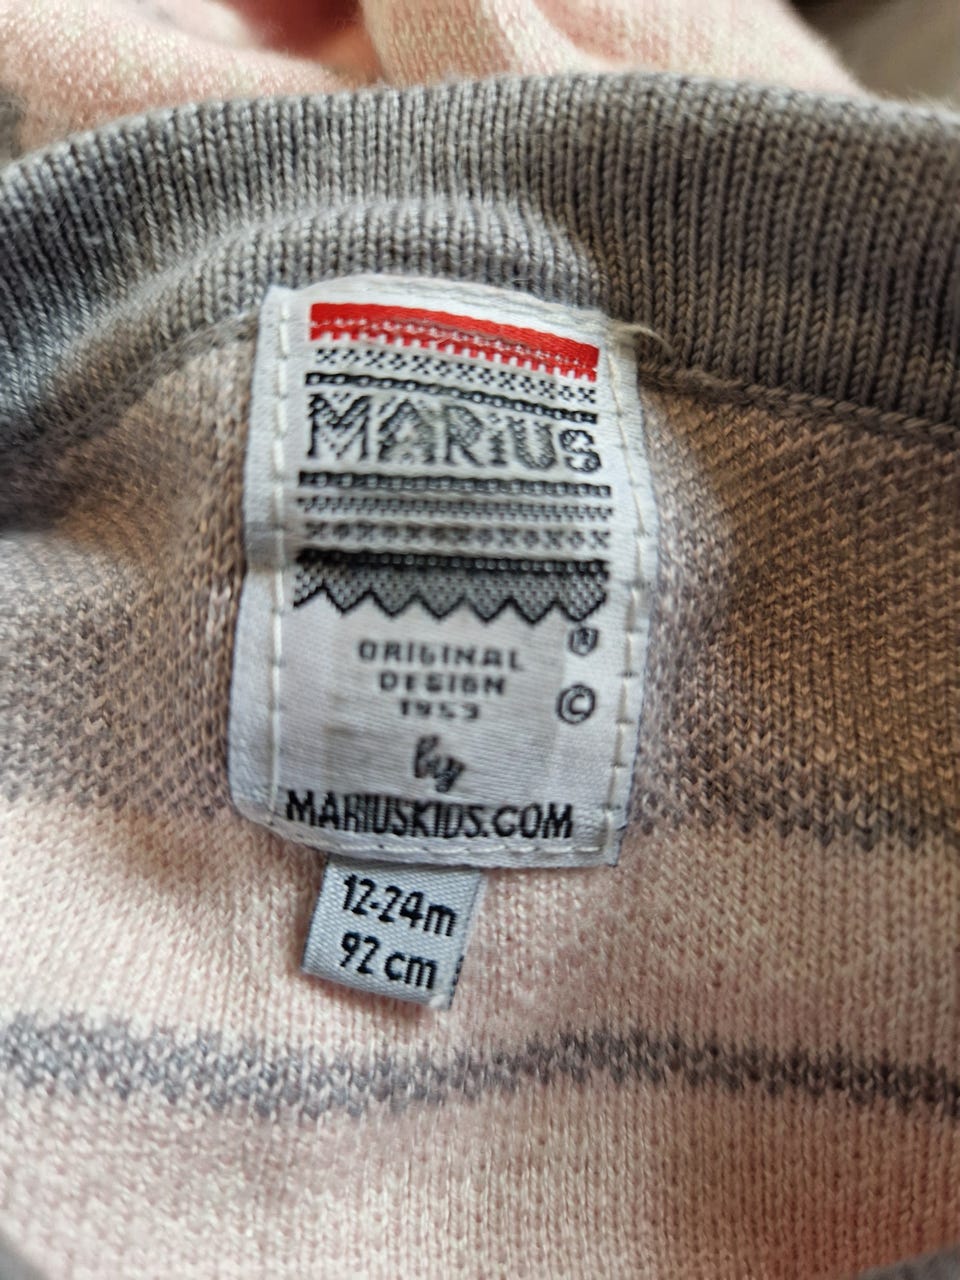 MARIUS
®
ORIGINAL
DESIGN
1953
©
by
MARIUSKIDS.COM
12-24m
92 cm